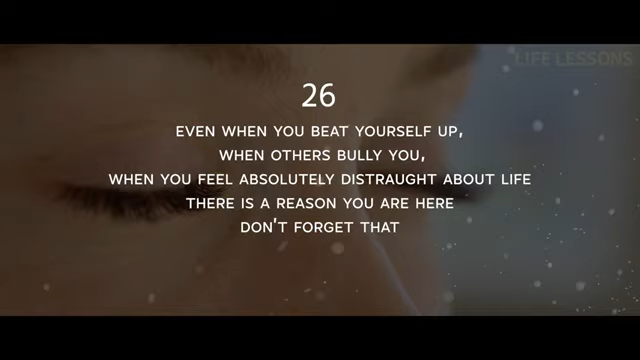 LIFE LESSONS
26
EVEN WHEN YOU BEAT YOURSELF UP,
WHEN OTHERS BULLY YOU,
WHEN YOU FEEL ABSOLUTELY DISTRAUGHT ABOUT LIFE
THERE IS A REASON YOU ARE HERE
DON'T FORGET THAT